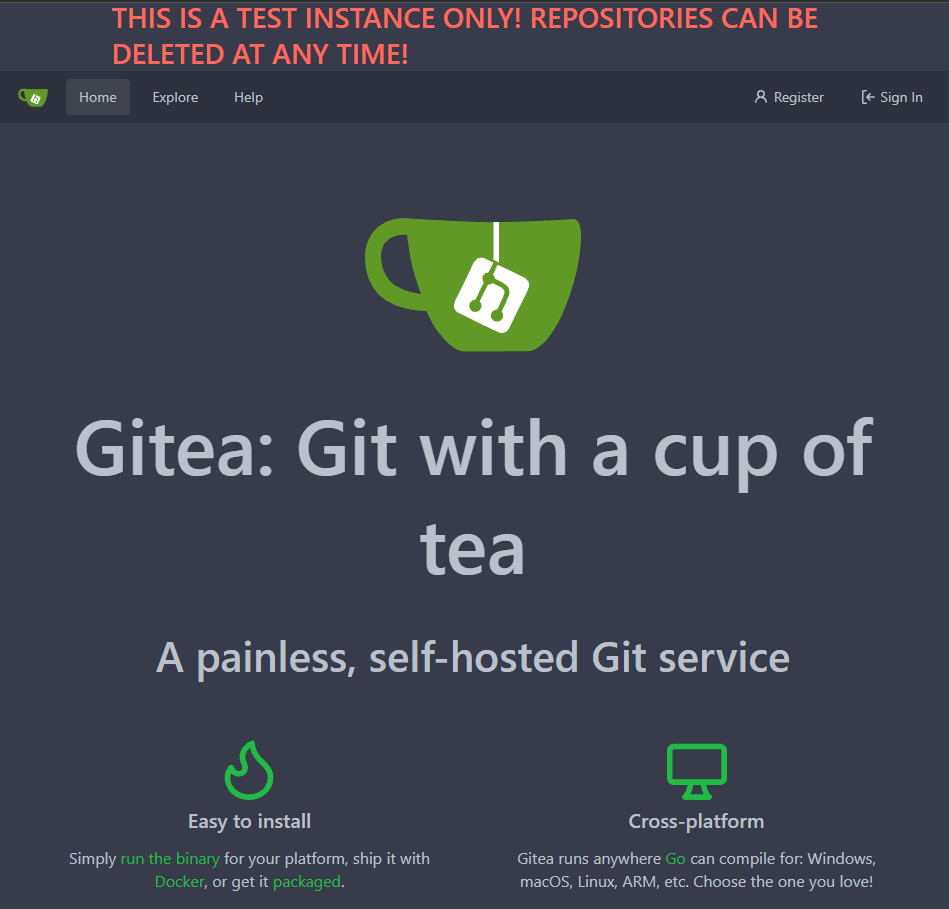 THIS IS A TEST INSTANCE ONLY! REPOSITORIES CAN BE
DELETED AT ANY TIME!
Home Explore Help Register Sign In
Gitea: Git with a cup of
tea
A painless, self-hosted Git service
Easy to install
Simply run the binary for your platform, ship it with
Docker, or get it packaged.
Cross-platform
Gitea runs anywhere Go can compile for: Windows,
macOS, Linux, ARM, etc. Choose the one you love!